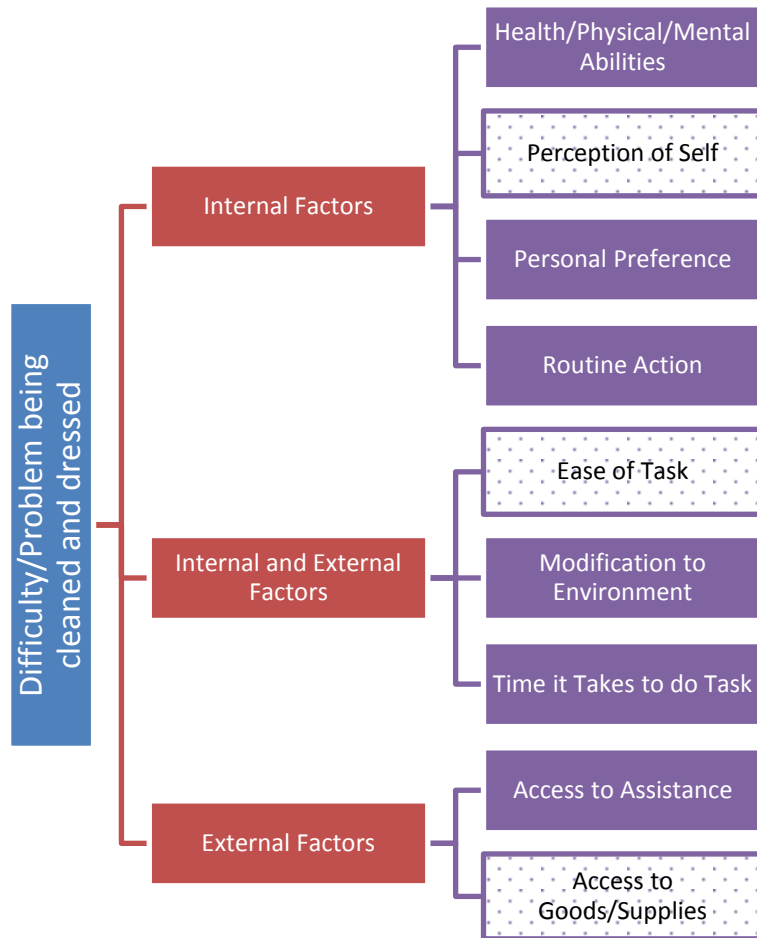 Difficulty/Problem being
cleaned and dressed
Internal Factors
Health/Physical/Mental
Abilities
Perception of Self
Personal Preference
Routine Action
Internal and External
Factors
Ease of Task
Modification to
Environment
Time it Takes to do Task
External Factors
Access to Assistance
Access to
Goods/Supplies